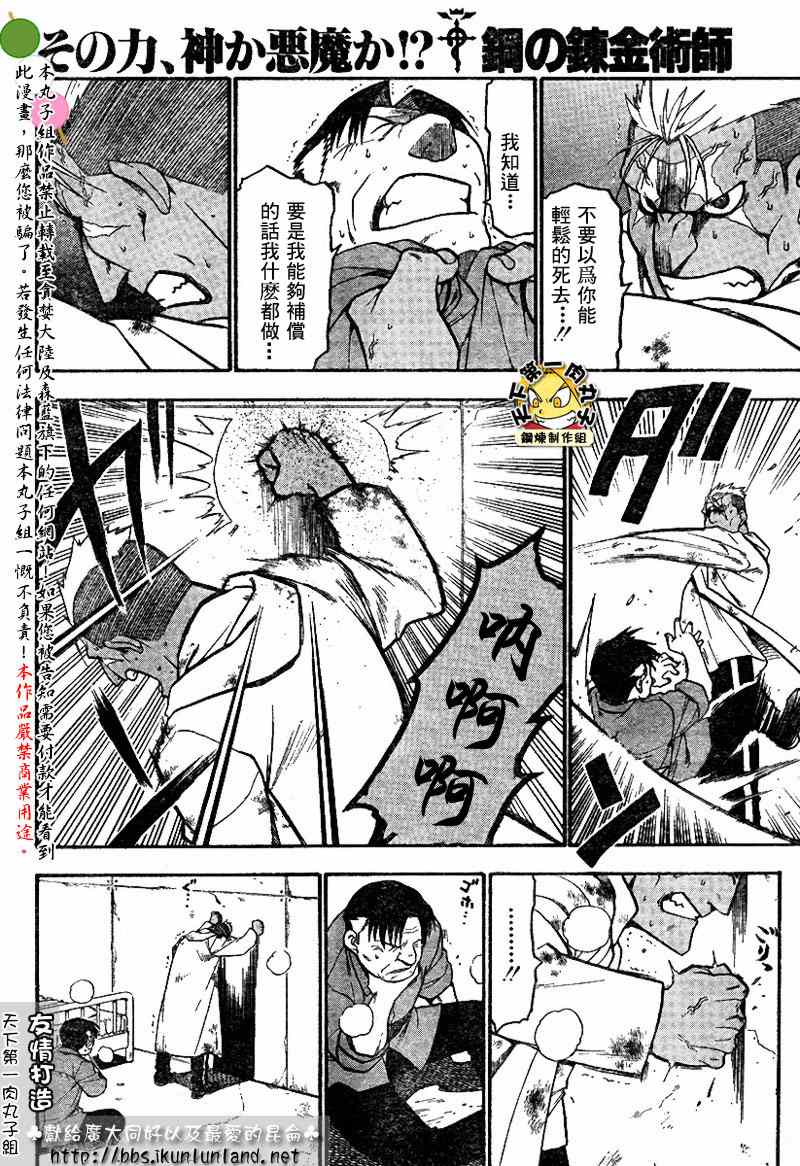 その力、神か悪魔か!?
鋼の錬金術師
不要以爲你能
輕鬆的死去…!!
我知道…
要是我能夠補償
的話我什麽都做…
天下第一肉丸子
鋼煉制作組
吶啊啊
………!!
本丸子組作品禁止轉載至貪婪大陸及森藍旗下的任何網站!如果您被告知需要付款才能看到
此漫畫,那麼您被騙了。若發生任何法律問題本丸子組一慨不負責!本作品嚴禁商業用途。
友情打造
天下第一肉丸子組
♣獻給廣大同好以及最愛的昆侖♣
http://bbs.ikunlunland.net